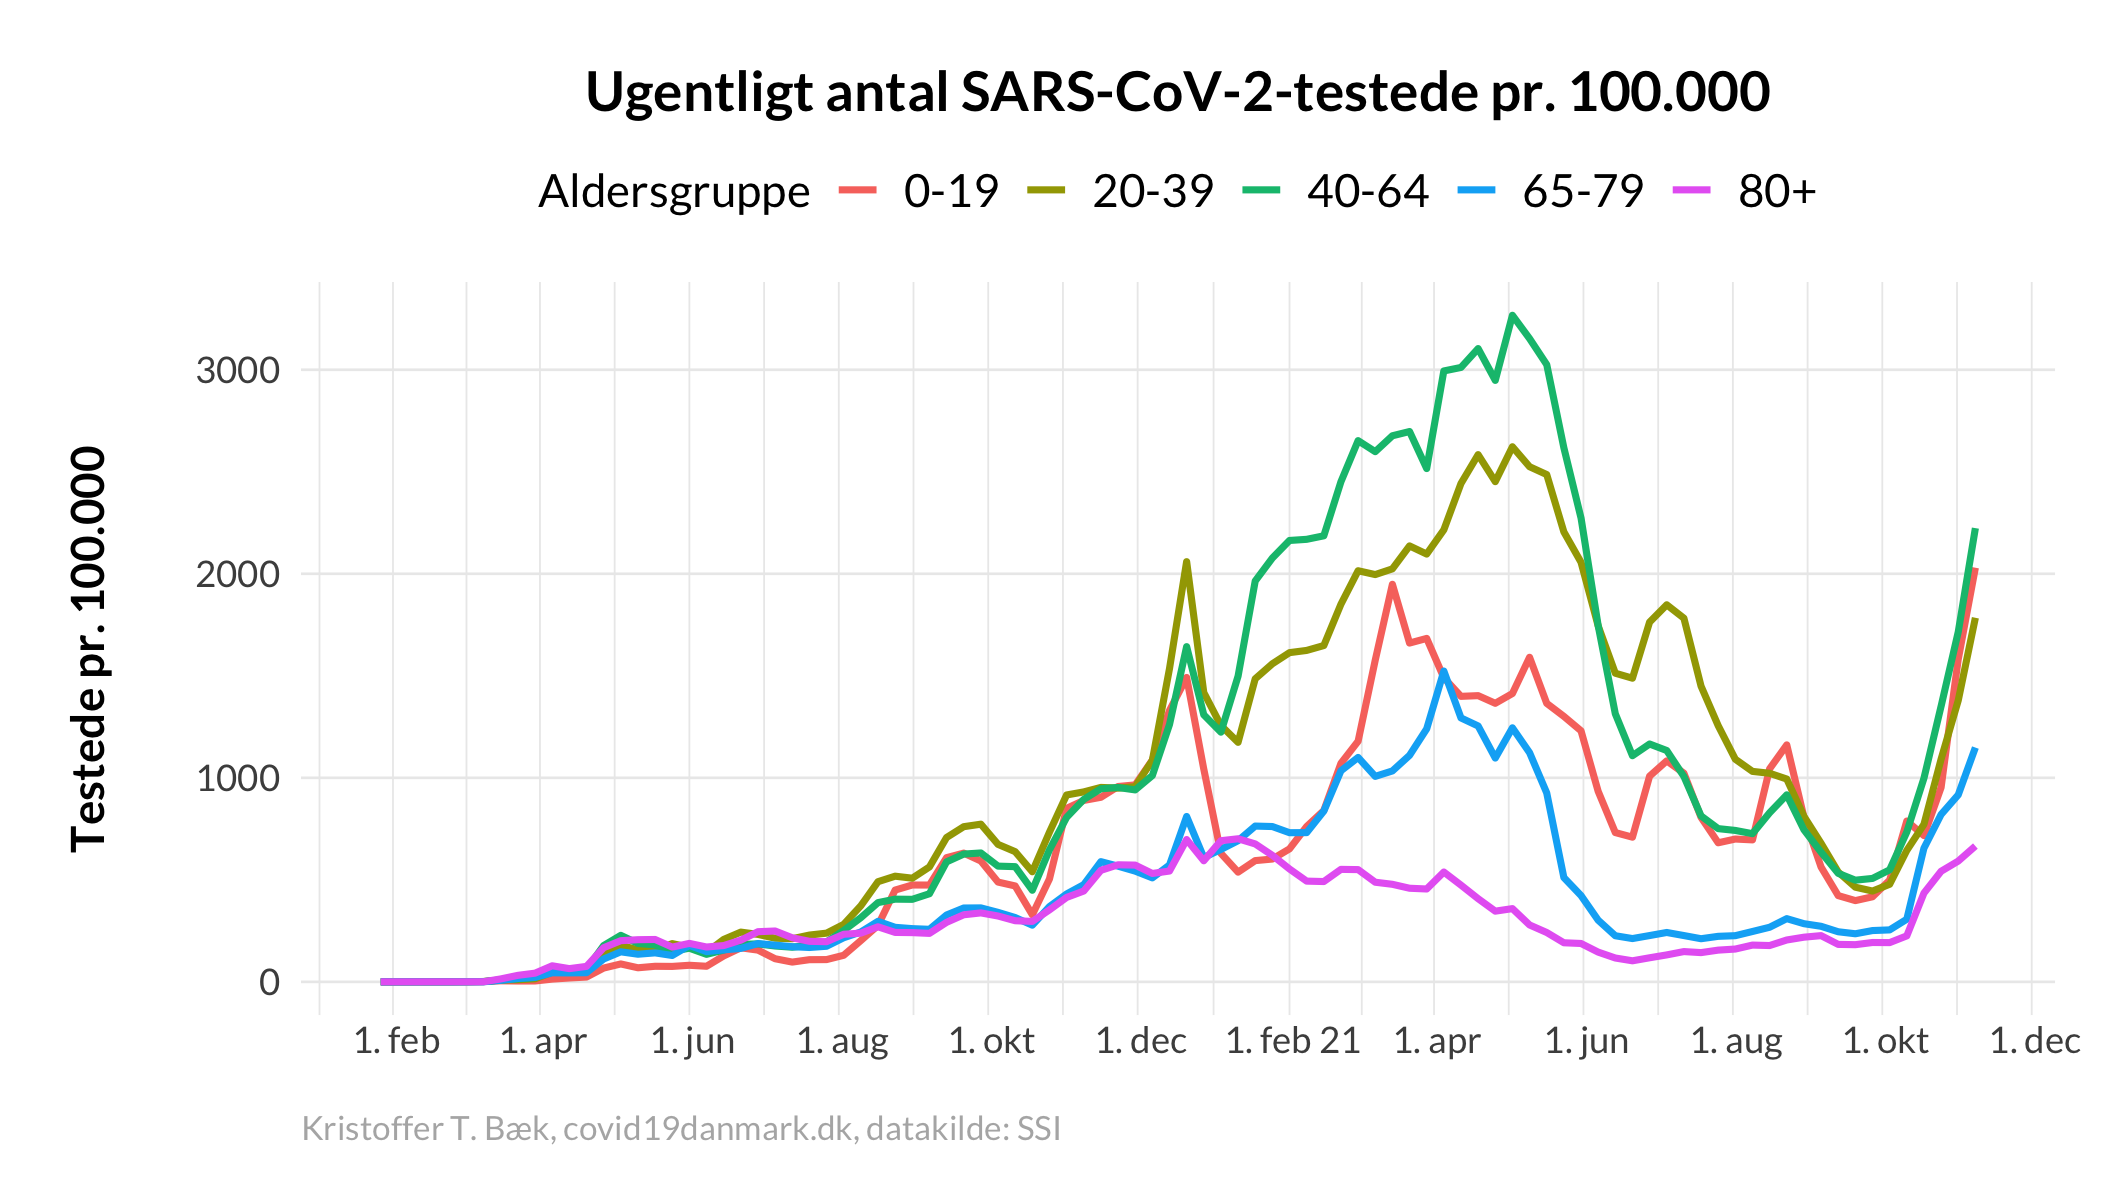 Ugentligt antal SARS-CoV-2-testede pr. 100.000
Aldersgruppe 0-19 20-39 40-64 65-79 80+
Testede pr. 100.000
3000
2000
1000
0
1. feb 1. apr 1. jun 1. aug 1. okt 1. dec 1. feb 21 1. apr 1. jun 1. aug 1. okt 1. dec
Kristoffer T. Bæk, covid19danmark.dk, datakilde: SSI